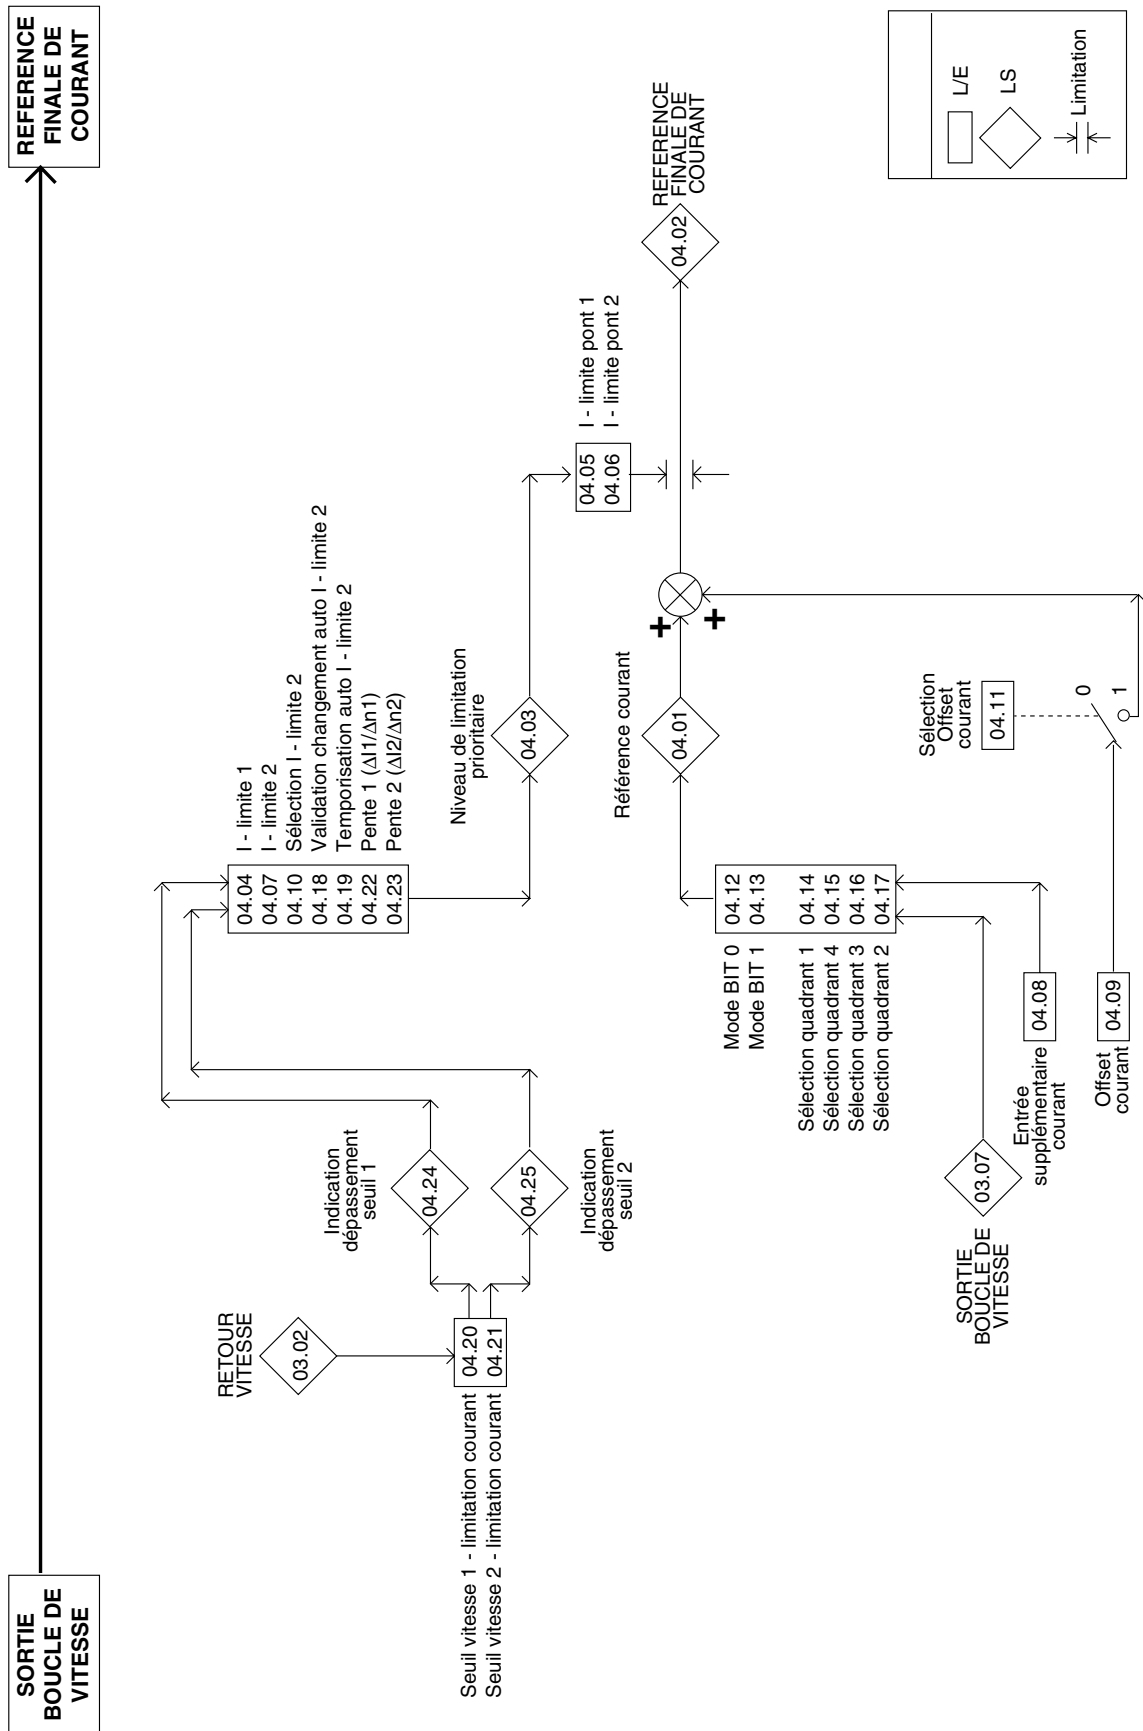 SORTIE
BOUCLE DE
VITESSE
REFERENCE
FINALE DE
COURANT
RETOUR
VITESSE
03.02
Seuil vitesse 1 - limitation courant
04.20
Seuil vitesse 2 - limitation courant
04.21
Indication
dépassement
seuil 1
04.24
04.25
Indication
dépassement
seuil 2
04.04 I - limite 1
04.07 I - limite 2
04.10 Sélection I - limite 2
04.18 Validation changement auto I - limite 2
04.19 Temporisation auto I - limite 2
04.22 Pente 1 (ΔI1/Δn1)
04.23 Pente 2 (ΔI2/Δn2)
Niveau de limitation
prioritaire
04.03
04.05 I - limite pont 1
04.06 I - limite pont 2
SORTIE
BOUCLE DE
VITESSE
03.07
Mode BIT 0 04.12
Mode BIT 1 04.13
Sélection quadrant 1 04.14
Sélection quadrant 4 04.15
Sélection quadrant 3 04.16
Sélection quadrant 2 04.17
Entrée
supplémentaire
courant
04.08
Offset
courant
04.09
Référence courant
04.01
+
+
Sélection
Offset
courant
04.11
0
1
04.02
REFERENCE
FINALE DE
COURANT
L/E
LS
Limitation